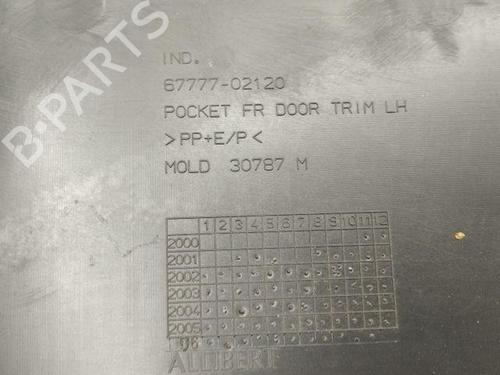 B-PARTS
IND.
67777-02120
POCKET FR DOOR TRIM LH
>PP+E/P<
MOLD 30787 M
1 2 3 4 5 6 7 8 9 10 11 12
2000
2001
2002
2003
2004
2005
06
ALLIBERT